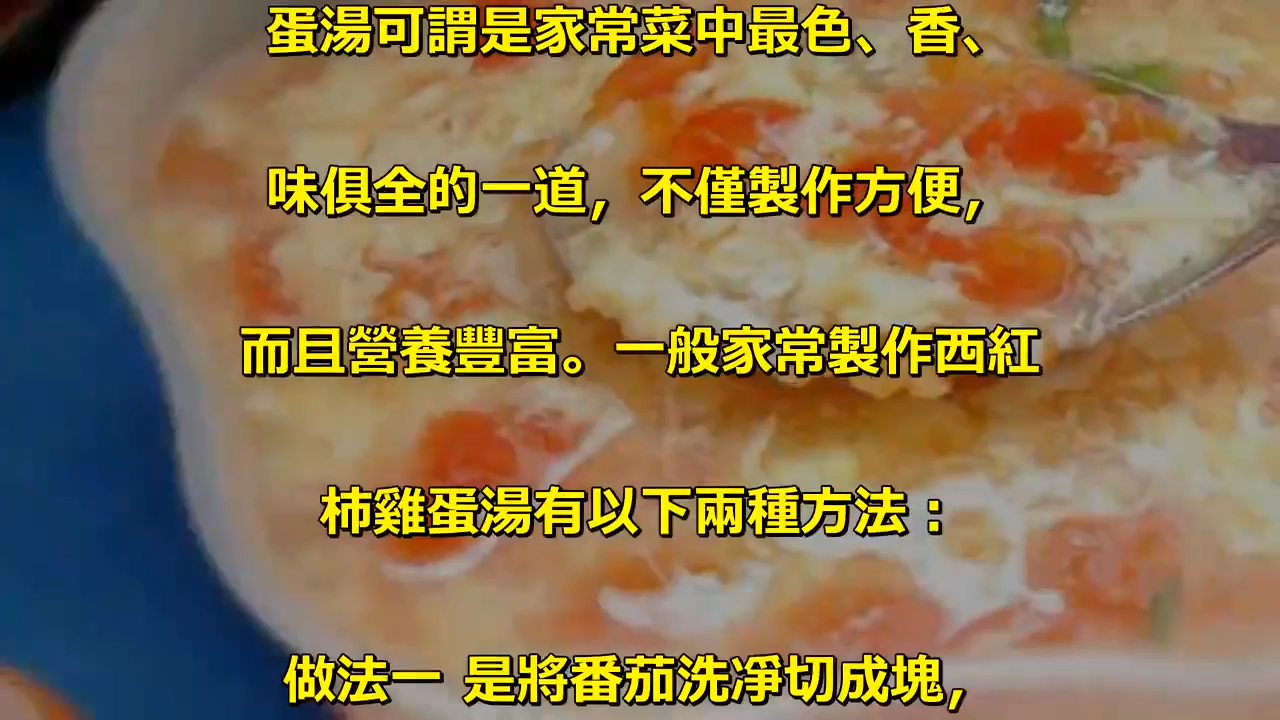 蛋湯可謂是家常菜中最色、香、
味俱全的一道，不僅製作方便，
而且營養豐富。一般家常製作西紅
柿雞蛋湯有以下兩種方法：
做法一 是將番茄洗凈切成塊，